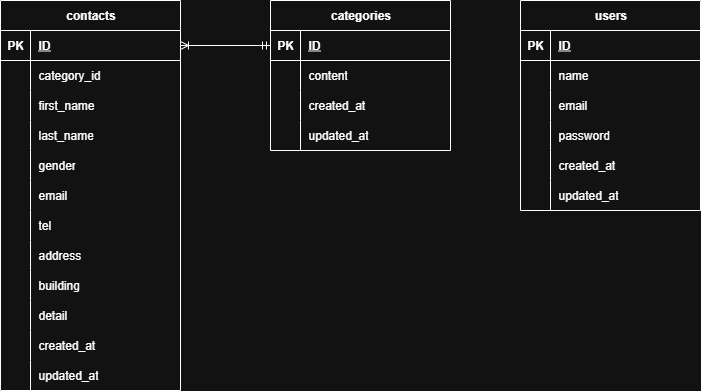 contacts
PK ID
category_id
first_name
last_name
gender
email
tel
address
building
detail
created_at
updated_at
categories
PK ID
content
created_at
updated_at
users
PK ID
name
email
password
created_at
updated_at